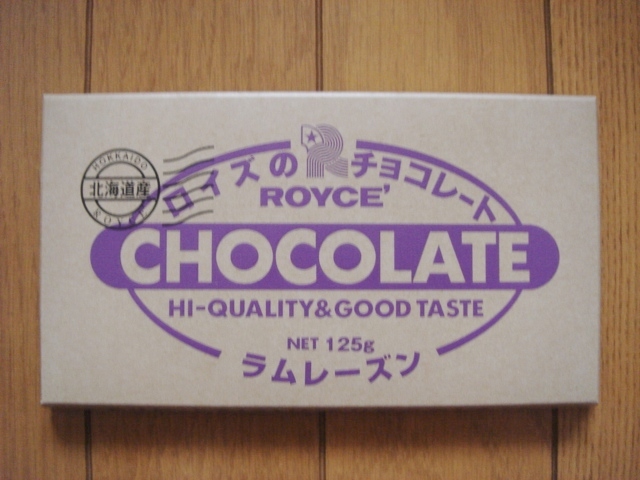 HOKKAIDO
北海道産
ROYCE'
ロイズのチョコレート
R
ROYCE'
CHOCOLATE
HI-QUALITY&GOOD TASTE
NET 125g
ラムレーズン